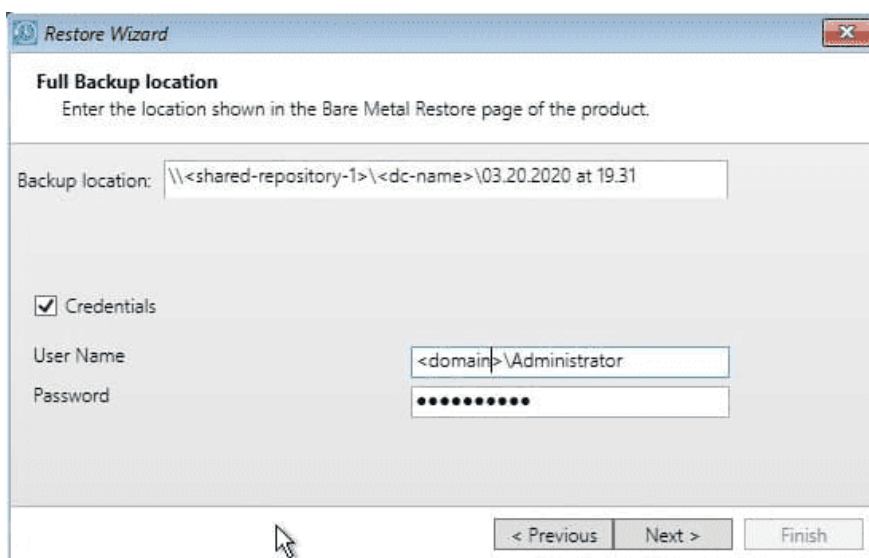 Restore Wizard
Full Backup location
Enter the location shown in the Bare Metal Restore page of the product.
Backup location: \\<shared-repository-1>\<dc-name>\03.20.2020 at 19.31
Credentials
User Name <domain>\Administrator
Password ●●●●●●●●●●
< Previous Next > Finish